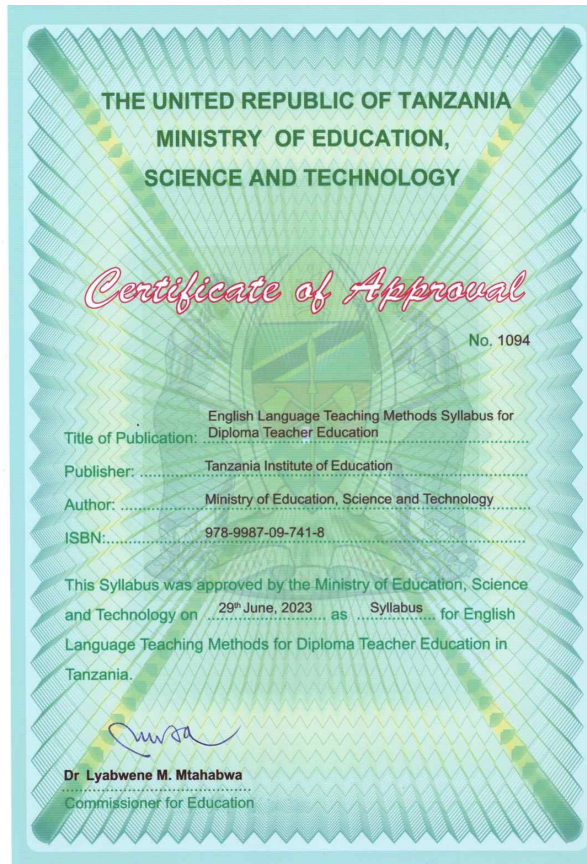 THE UNITED REPUBLIC OF TANZANIA
MINISTRY OF EDUCATION,
SCIENCE AND TECHNOLOGY
Certificate of Approval
No. 1094
Title of Publication: English Language Teaching Methods Syllabus for
Diploma Teacher Education
Publisher: Tanzania Institute of Education
Author: Ministry of Education, Science and Technology
ISBN: 978-9987-09-741-8
This Syllabus was approved by the Ministry of Education, Science
and Technology on 29th June, 2023 as Syllabus for English
Language Teaching Methods for Diploma Teacher Education in
Tanzania.
Dr Lyabwene M. Mtahabwa
Commissioner for Education